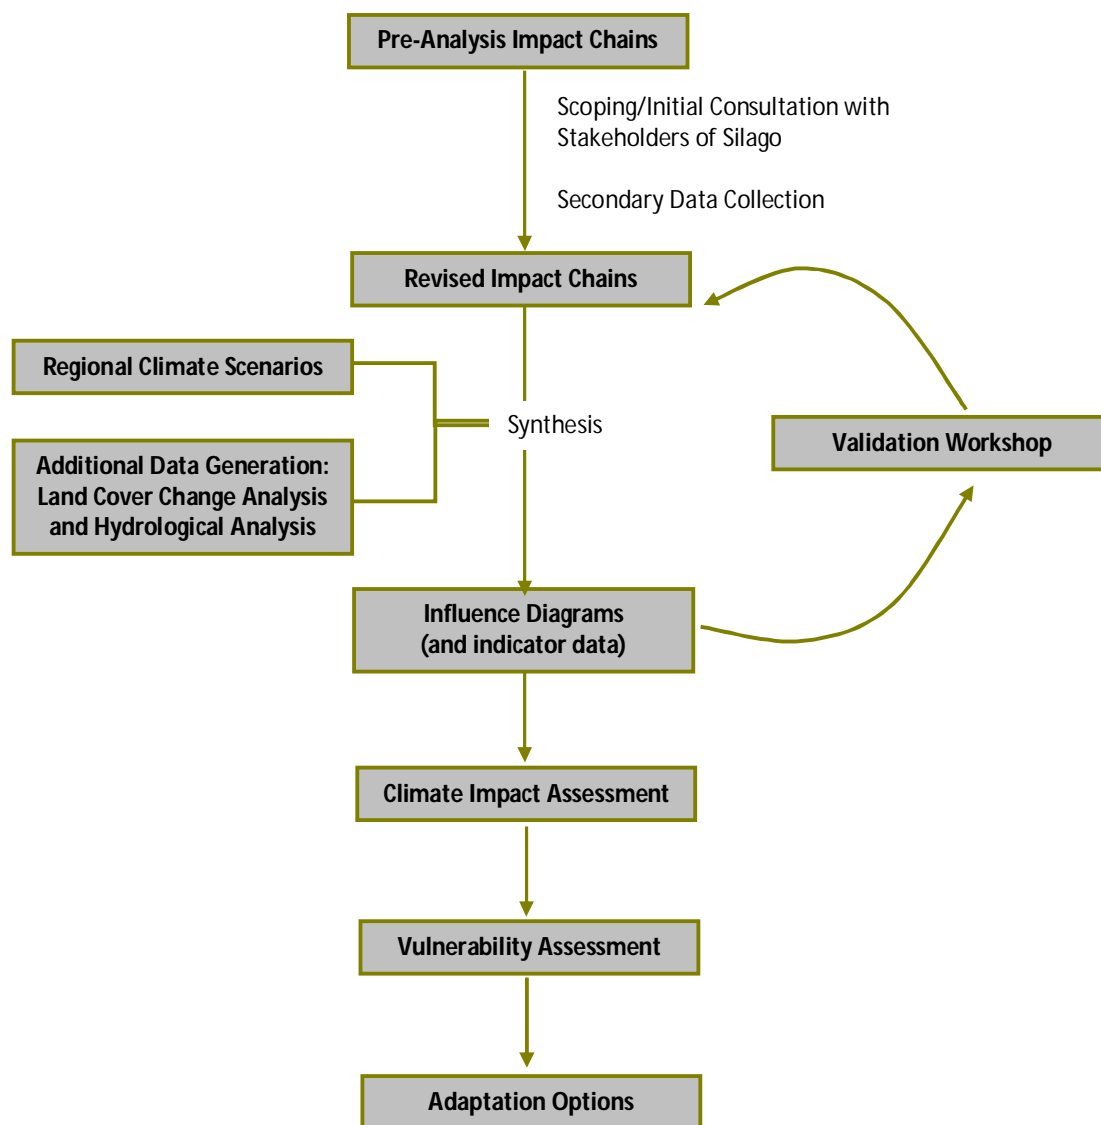 Pre-Analysis Impact Chains
Scoping/Initial Consultation with
Stakeholders of Silago
Secondary Data Collection
Revised Impact Chains
Regional Climate Scenarios
Synthesis
Validation Workshop
Additional Data Generation:
Land Cover Change Analysis
and Hydrological Analysis
Influence Diagrams
(and indicator data)
Climate Impact Assessment
Vulnerability Assessment
Adaptation Options